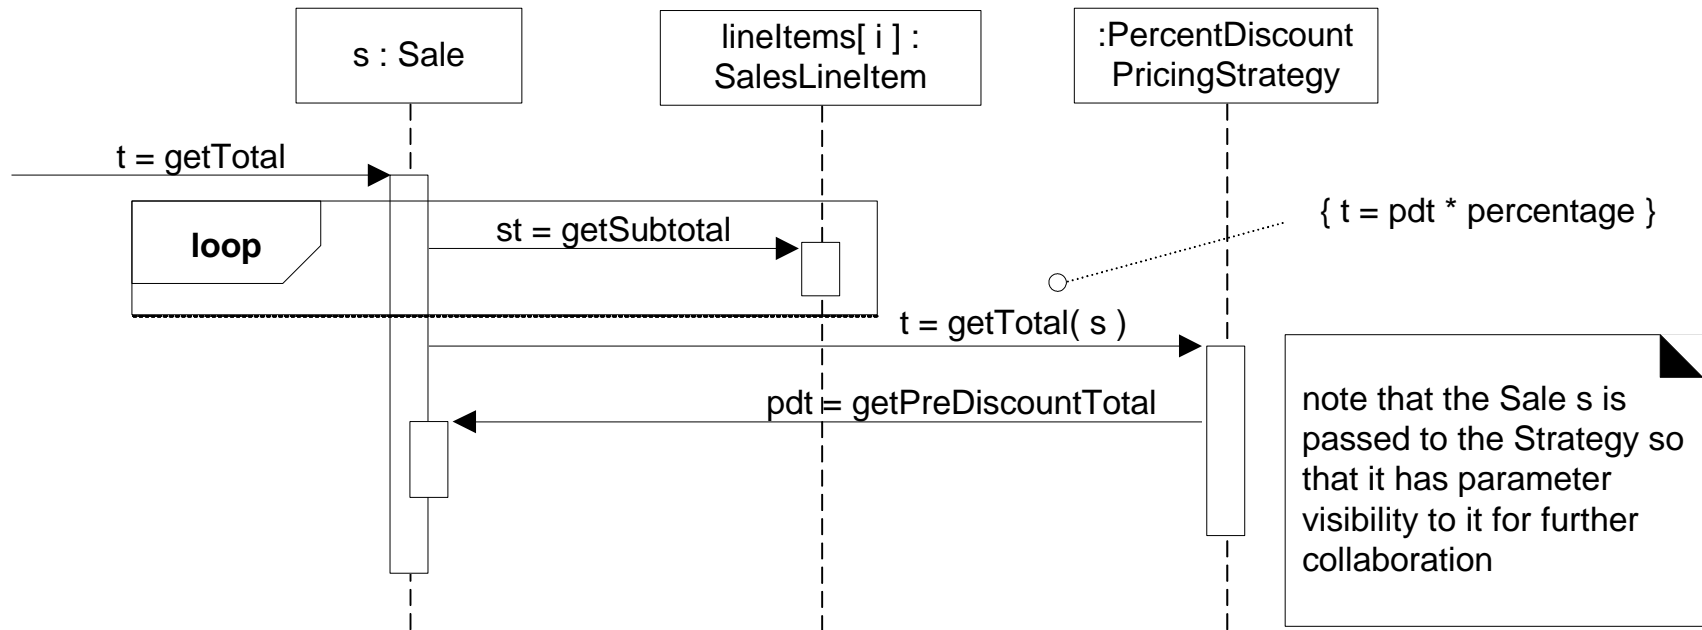 s : Sale
lineItems[ i ] :
SalesLineItem
:PercentDiscount
PricingStrategy
t = getTotal
loop
st = getSubtotal
{ t = pdt * percentage }
t = getTotal( s )
pdt = getPreDiscountTotal
note that the Sale s is
passed to the Strategy so
that it has parameter
visibility to it for further
collaboration